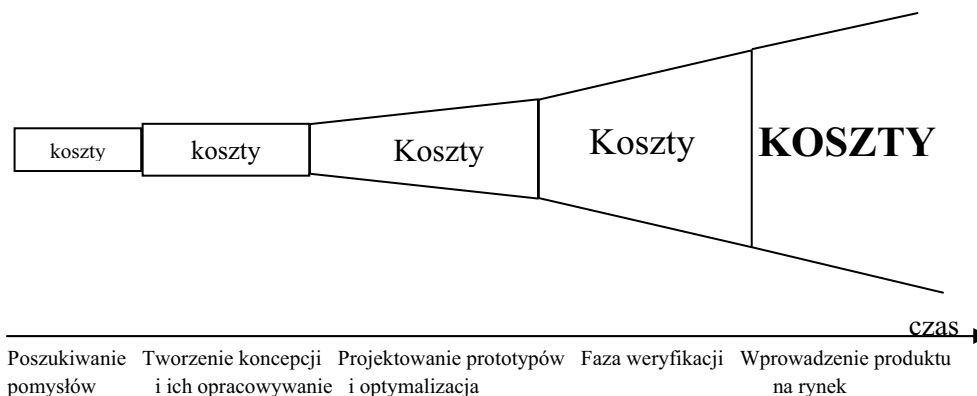 koszty
koszty
Koszty
Koszty
KOSZTY
czas
Poszukiwanie
pomysłów
Tworzenie koncepcji
i ich opracowywanie
Projektowanie prototypów
i optymalizacja
Faza weryfikacji
Wprowadzenie produktu
na rynek